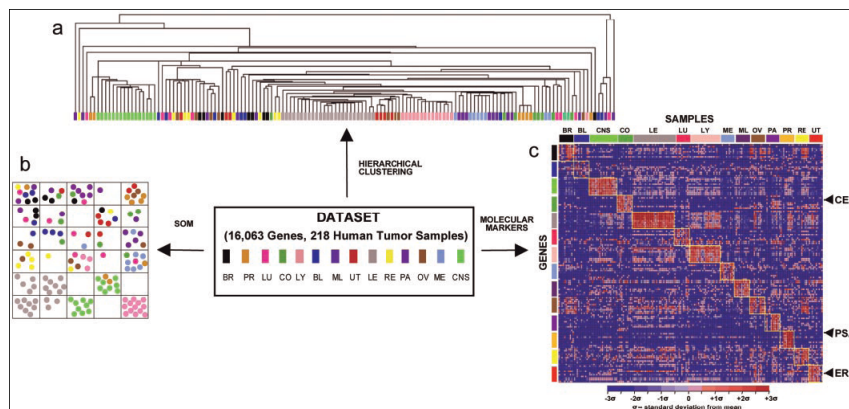 a
HIERARCHICAL
CLUSTERING
b
SOM
DATASET
(16,063 Genes, 218 Human Tumor Samples)
BR PR LU CO LY BL ML UT LE RE PA OV ME CNS
MOLECULAR
MARKERS
c
SAMPLES
BR BL CNS CO LE LU LY ME ML OV PA PR RE UT
GENES
CE
PSA
ER
-3σ -2σ -1σ 0 +1σ +2σ +3σ
σ = standard deviation from mean